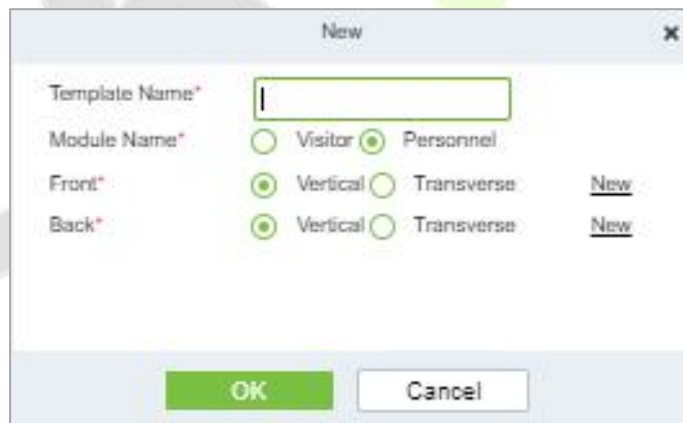 New
Template Name*
Module Name* Visitor Personnel
Front* Vertical Transverse New
Back* Vertical Transverse New
OK Cancel